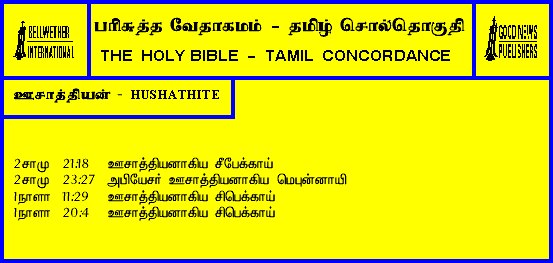 BELLWETHER
INTERNATIONAL
பரிசுத்த வேதாகமம் - தமிழ் சொல்தொகுதி
THE HOLY BIBLE - TAMIL CONCORDANCE
GOOD NEWS
PUBLISHERS
ஊசாத்தியன் - HUSHATHITE
2சாமு 21:18 ஊசாத்தியனாகிய சீபேக்காய்
2சாமு 23:27 அபியேசர் ஊசாத்தியனாகிய மெபுன்னாயி
1நாளா 11:29 ஊசாத்தியனாகிய சிபெக்காய்
1நாளா 20:4 ஊசாத்தியனாகிய சிபெக்காய்